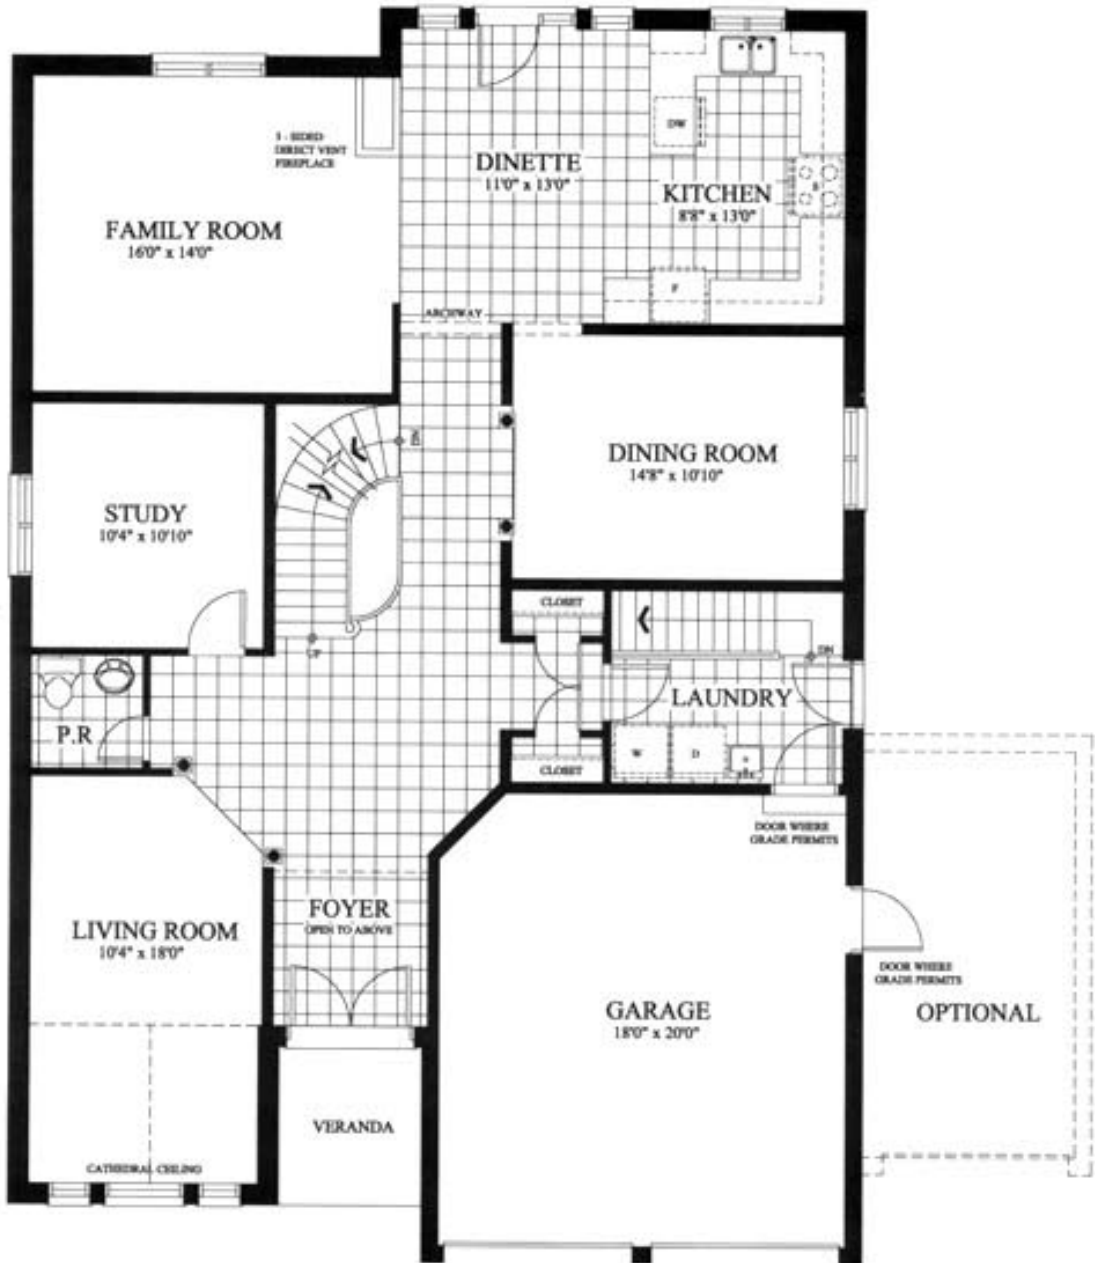 3 - SIDED
DIRECT VENT
FIREPLACE
DINETTE
11'0" x 13'0"
DW
KITCHEN
8'8" x 13'0"
FAMILY ROOM
16'0" x 14'0"
F
ARCHWAY
DN
DINING ROOM
14'8" x 10'10"
STUDY
10'4" x 10'10"
CLOSET
UP
DN
LAUNDRY
P.R
W
D
CLOSET
DOOR WHERE
GRADE PERMITS
FOYER
OPEN TO ABOVE
LIVING ROOM
10'4" x 18'0"
DOOR WHERE
GRADE PERMITS
GARAGE
18'0" x 20'0"
OPTIONAL
VERANDA
CATHEDRAL CEILING